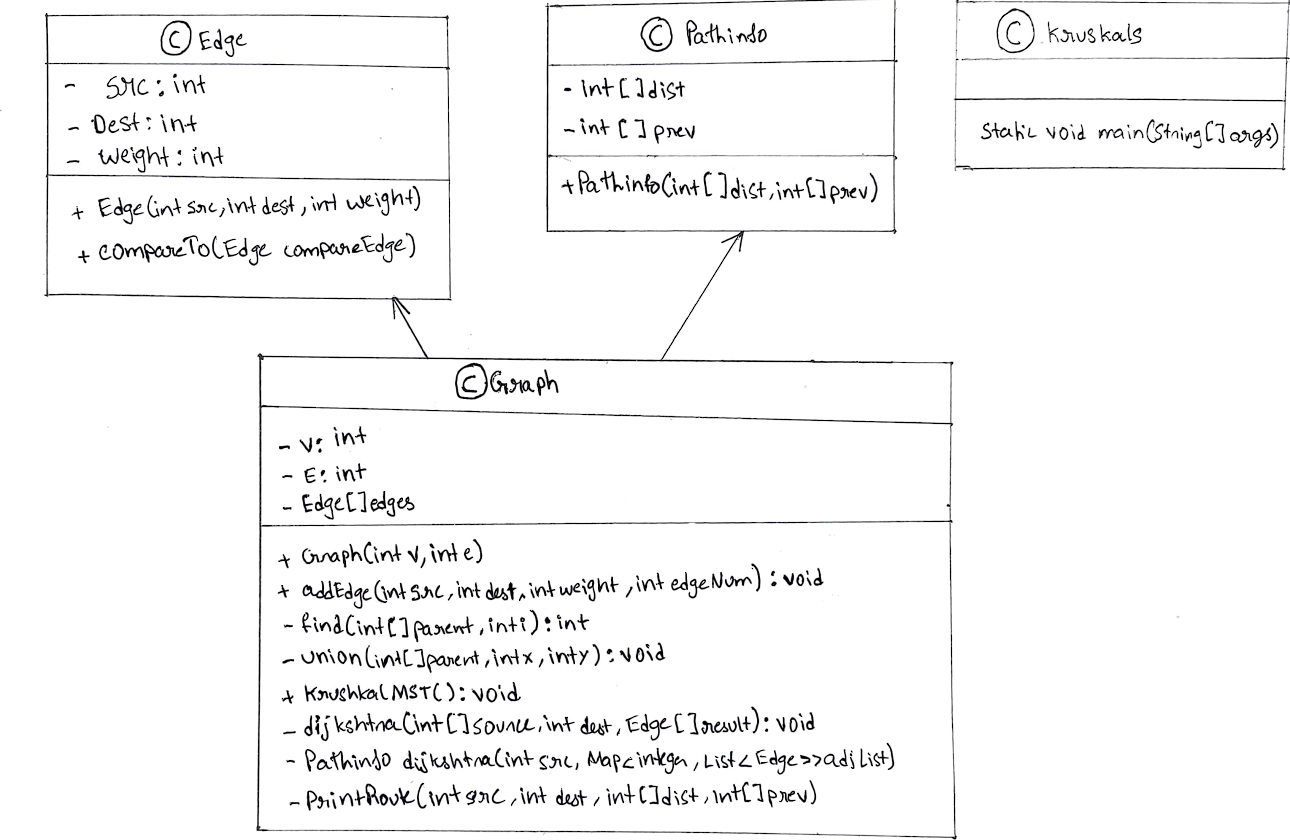 C Edge
- Src : int
- Dest : int
- Weight : int
+ Edge(int src, int dest, int weight)
+ compareTo(Edge compareEdge)
C Pathinfo
- int [ ] dist
- int [ ] prev
+ Pathinfo(int[ ] dist, int[ ] prev)
C Kruskals
Static void main(String[ ] args)
C Graph
- V: int
- E: int
- Edge[ ] edges
+ Graph(int v, int e)
+ addEdge(int src, int dest, int weight, int edgeNum) : void
- find(int[ ] parent, int i) : int
- union(int[ ] parent, int x, int y) : void
+ KrushkalMST( ) : void
- dijkshtra(int[ ] source, int dest, Edge[ ] result) : void
- Pathinfo dijkshtra(int src, Map<integer, List<Edge>> adjList)
- PrintRoute(int src, int dest, int[ ] dist, int[ ] prev)